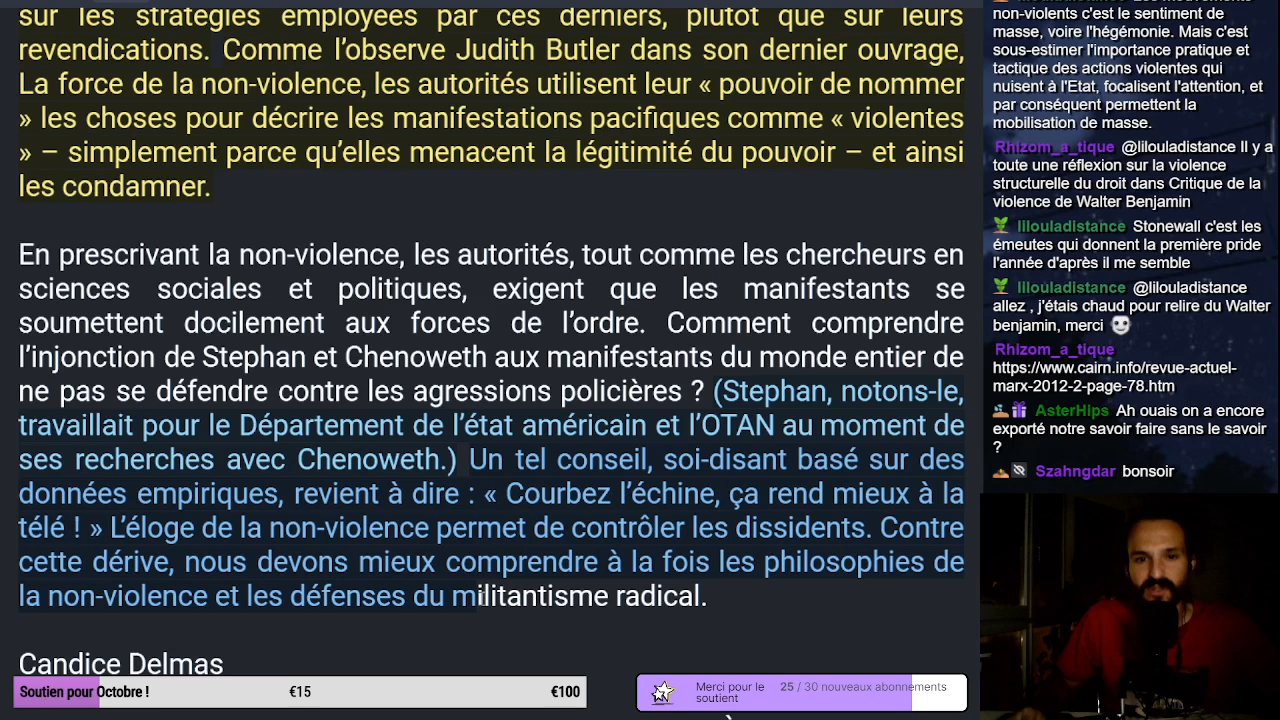 sur les stratégies employées par ces derniers, plutôt que sur leurs
revendications. Comme l’observe Judith Butler dans son dernier ouvrage,
La force de la non-violence, les autorités utilisent leur « pouvoir de nommer
» les choses pour décrire les manifestations pacifiques comme « violentes
» – simplement parce qu’elles menacent la légitimité du pouvoir – et ainsi
les condamner.
En prescrivant la non-violence, les autorités, tout comme les chercheurs en
sciences sociales et politiques, exigent que les manifestants se
soumettent docilement aux forces de l’ordre. Comment comprendre
l’injonction de Stephan et Chenoweth aux manifestants du monde entier de
ne pas se défendre contre les agressions policières ? (Stephan, notons-le,
travaillait pour le Département de l’état américain et l’OTAN au moment de
ses recherches avec Chenoweth.) Un tel conseil, soi-disant basé sur des
données empiriques, revient à dire : « Courbez l’échine, ça rend mieux à la
télé ! » L’éloge de la non-violence permet de contrôler les dissidents. Contre
cette dérive, nous devons mieux comprendre à la fois les philosophies de
la non-violence et les défenses du militantisme radical.
Candice Delmas
Soutien pour Octobre !
€15
€100
Merci pour le
soutient
25 / 30 nouveaux abonnements
non-violents c'est le sentiment de
masse, voire l'hégémonie. Mais c'est
sous-estimer l'importance pratique et
tactique des actions violentes qui
nuisent à l'Etat, focalisent l'attention, et
par conséquent permettent la
mobilisation de masse.
Rhizom_a_tique @lilouladistance Il y a
toute une réflexion sur la violence
structurelle du droit dans Critique de la
violence de Walter Benjamin
lilouladistance Stonewall c'est les
émeutes qui donnent la première pride
l'année d'après il me semble
lilouladistance @lilouladistance
allez , j'étais chaud pour relire du Walter
benjamin, merci
Rhizom_a_tique
https://www.cairn.info/revue-actuel-
marx-2012-2-page-78.htm
AsterHips Ah ouais on a encore
exporté notre savoir faire sans le savoir
?
Szahngdar bonsoir